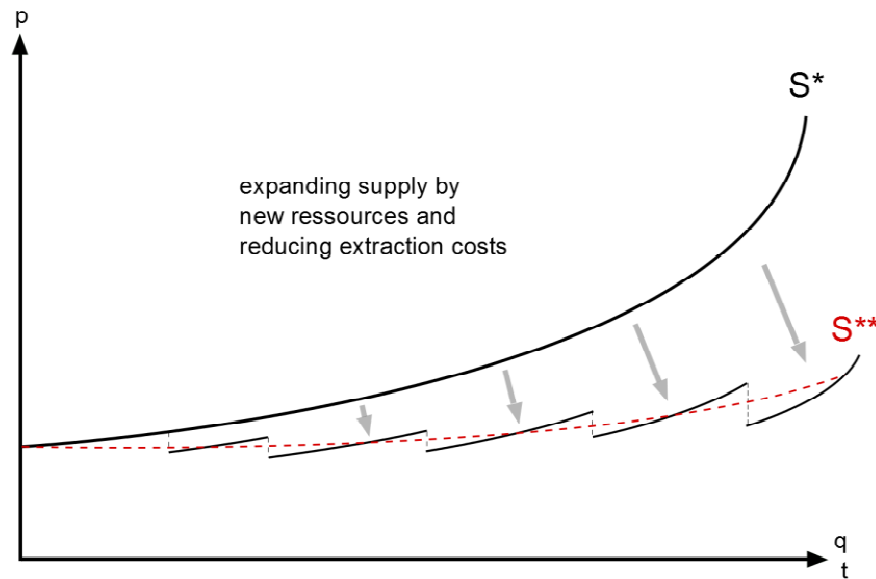 p
S*
expanding supply by
new ressources and
reducing extraction costs
S**
q
t